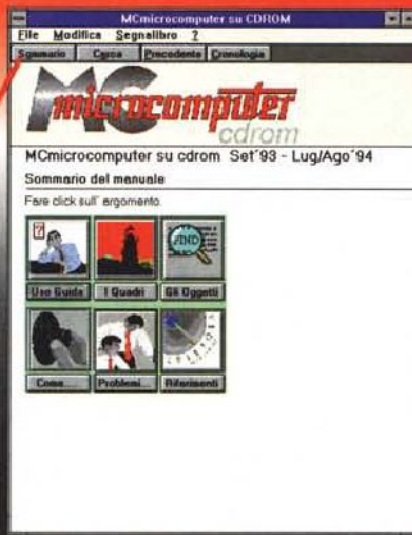 MCmicrocomputer su CDROM
File Modifica Segnalibro ?
Sommario Cerca Precedente Cronologia
MC microcomputer
cdrom
MCmicrocomputer su cdrom Set'93 - Lug/Ago'94
Sommario del manuale
Fare click sull'argomento.
?
FIND
Uso Guida I Quadri Gli Oggetti
Come... Problemi... Riferimenti